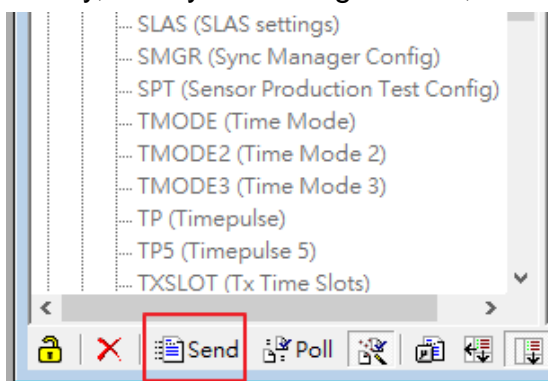 SLAS (SLAS settings)
SMGR (Sync Manager Config)
SPT (Sensor Production Test Config)
TMODE (Time Mode)
TMODE2 (Time Mode 2)
TMODE3 (Time Mode 3)
TP (Timepulse)
TP5 (Timepulse 5)
TXSLOT (Tx Time Slots)
Send Poll